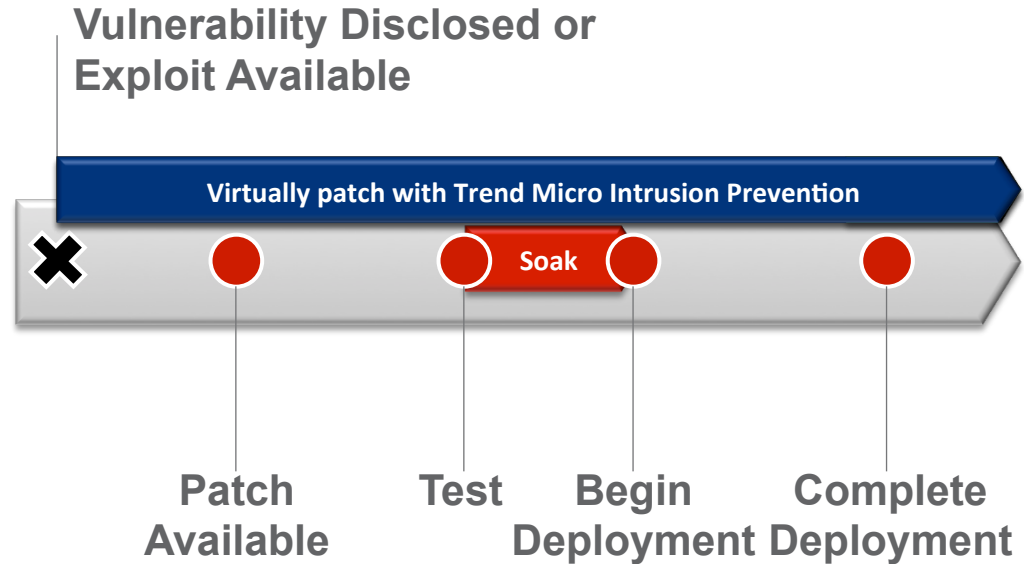 Vulnerability Disclosed or
Exploit Available
Virtually patch with Trend Micro Intrusion Prevention
Soak
Patch
Available
Test
Begin
Deployment
Complete
Deployment